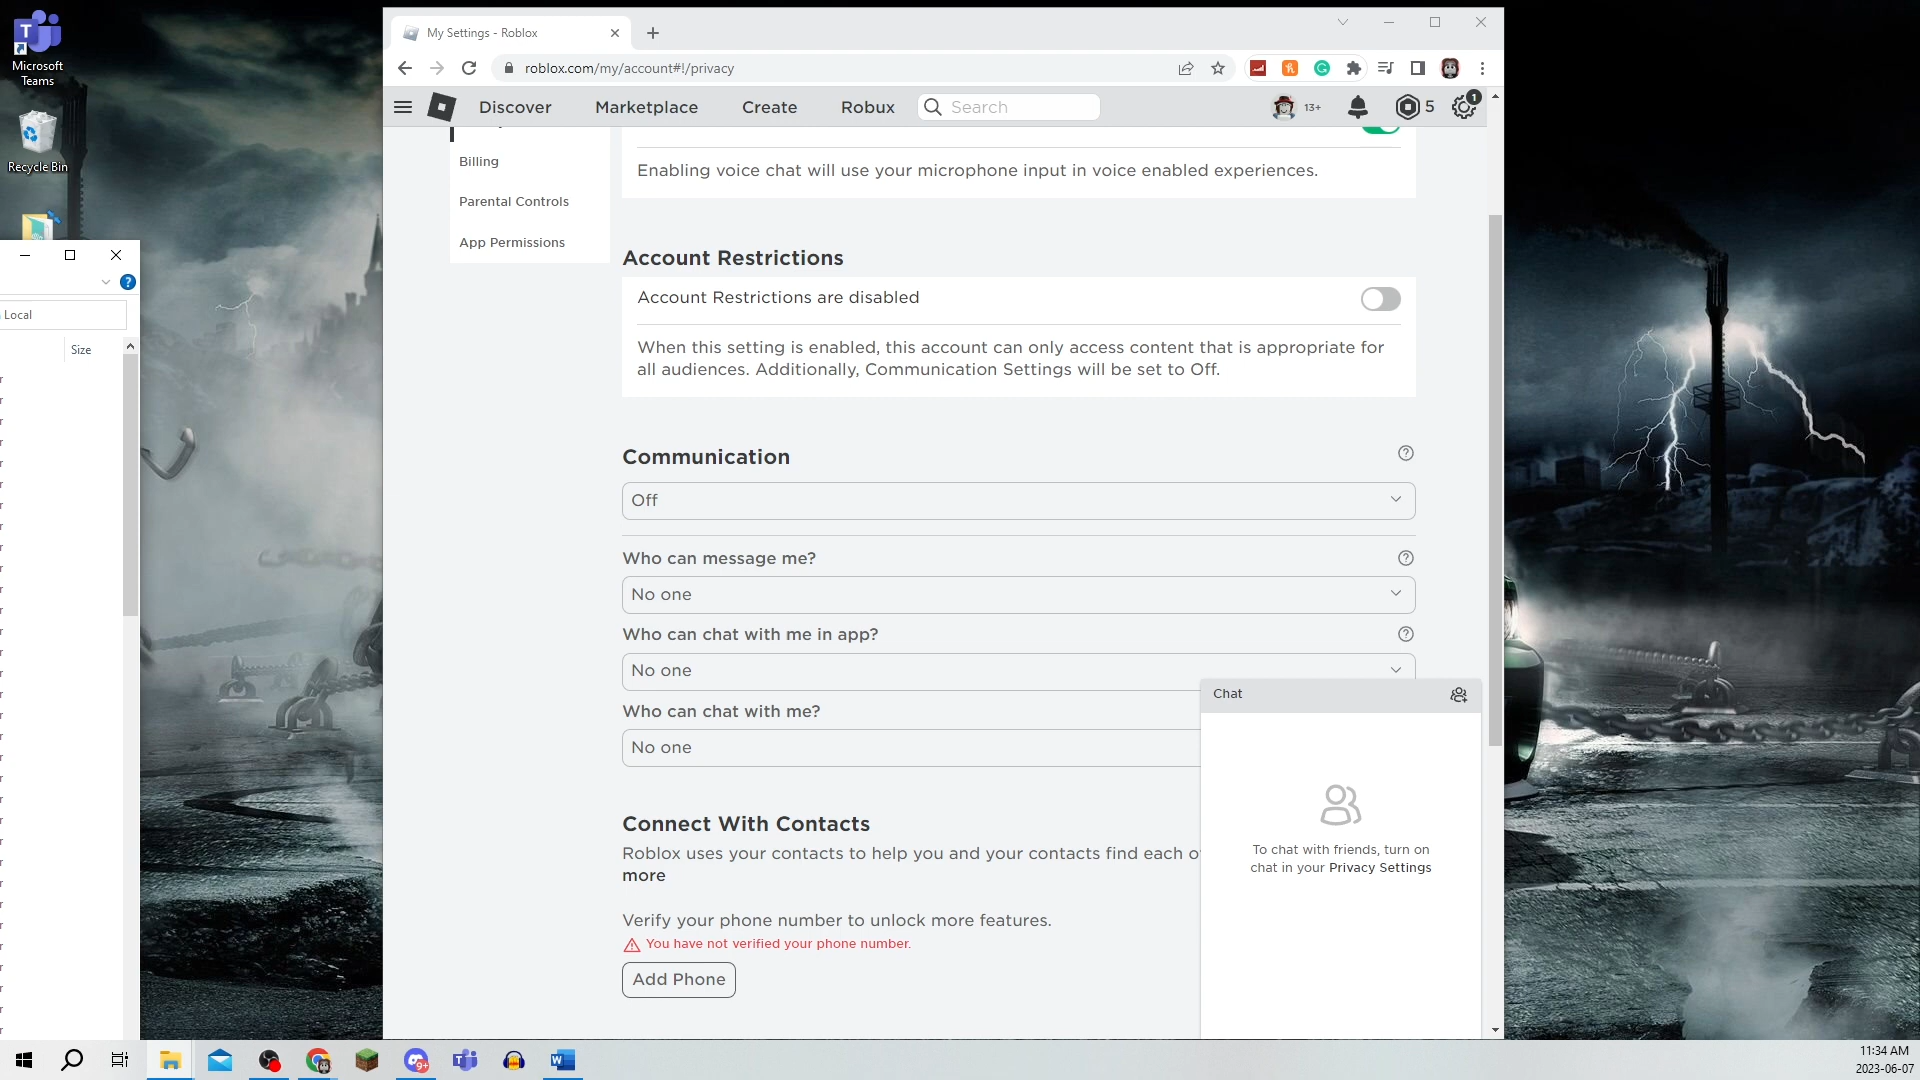 Microsoft
Teams
Recycle Bin
Local
Size
My Settings - Roblox
roblox.com/my/account#!/privacy
Discover
Marketplace
Create
Robux
Search
13+
5
1
Billing
Parental Controls
App Permissions
Enabling voice chat will use your microphone input in voice enabled experiences.
Account Restrictions
Account Restrictions are disabled
When this setting is enabled, this account can only access content that is appropriate for
all audiences. Additionally, Communication Settings will be set to Off.
Communication
Off
Who can message me?
No one
Who can chat with me in app?
No one
Who can chat with me?
No one
Connect With Contacts
Roblox uses your contacts to help you and your contacts find each o
more
Verify your phone number to unlock more features.
You have not verified your phone number.
Add Phone
Chat
To chat with friends, turn on
chat in your Privacy Settings
9+
11:34 AM
2023-06-07